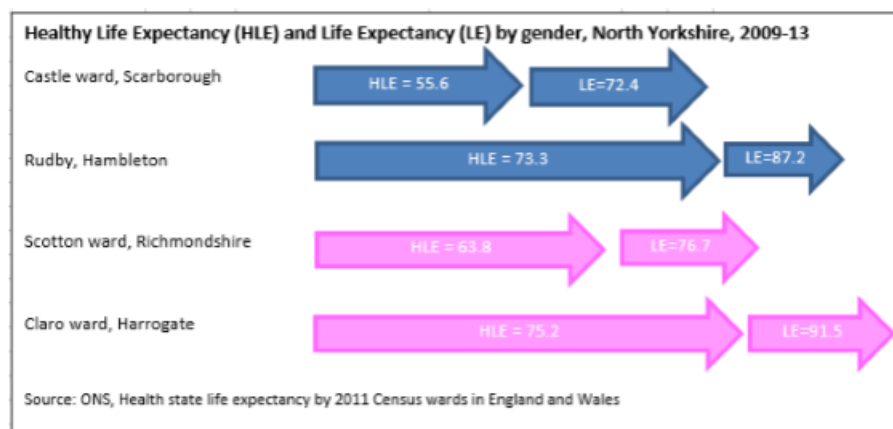 Healthy Life Expectancy (HLE) and Life Expectancy (LE) by gender, North Yorkshire, 2009-13
Castle ward, Scarborough
HLE = 55.6
LE=72.4
Rudby, Hambleton
HLE = 73.3
LE=87.2
Scotton ward, Richmondshire
HLE = 63.8
LE=76.7
Claro ward, Harrogate
HLE = 75.2
LE=91.5
Source: ONS, Health state life expectancy by 2011 Census wards in England and Wales